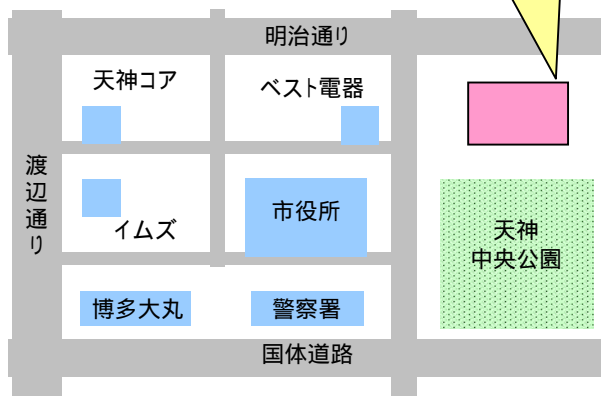 明治通り
天神コア
ベスト電器
渡辺通り
イムズ
市役所
天神
中央公園
博多大丸
警察署
国体道路